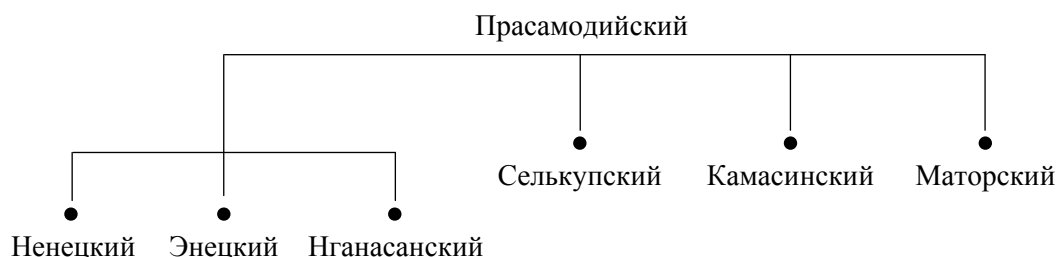 Прасамодийский
Селькупский Камасинский Маторский
Ненецкий Энецкий Нганасанский